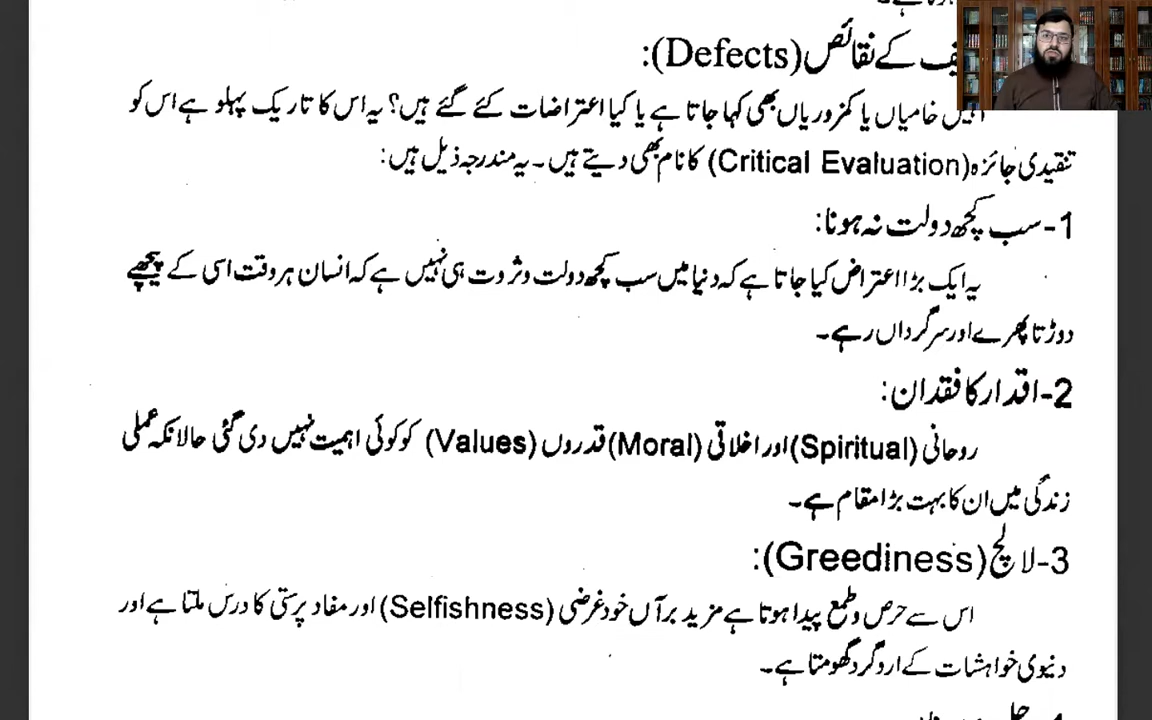 کے نقائص (Defects):
انہیں خامیاں یا کمزوریاں بھی کہا جاتا ہے یا کیا اعتراضات کئے گئے ہیں؟ یہ اس کا تاریک پہلو ہے اس کو
تنقیدی جائزہ (Critical Evaluation) کا نام بھی دیتے ہیں۔ یہ مندرجہ ذیل ہیں:
1- سب کچھ دولت نہ ہونا:
یہ ایک بڑا اعتراض کیا جاتا ہے کہ دنیا میں سب کچھ دولت و ثروت ہی نہیں ہے کہ انسان ہر وقت اسی کے پیچھے
دوڑتا پھرے اور سرگرداں رہے۔
2- اقدار کا فقدان:
روحانی (Spiritual) اور اخلاقی (Moral) قدروں (Values) کو کوئی اہمیت نہیں دی گئی حالانکہ عملی
زندگی میں ان کا بہت بڑا مقام ہے۔
3- لالچ (Greediness):
اس سے حرص و طمع پیدا ہوتا ہے مزید برآں خود غرضی (Selfishness) اور مفاد پرستی کا درس ملتا ہے اور
دنیوی خواہشات کے ارد گرد گھومتا ہے۔